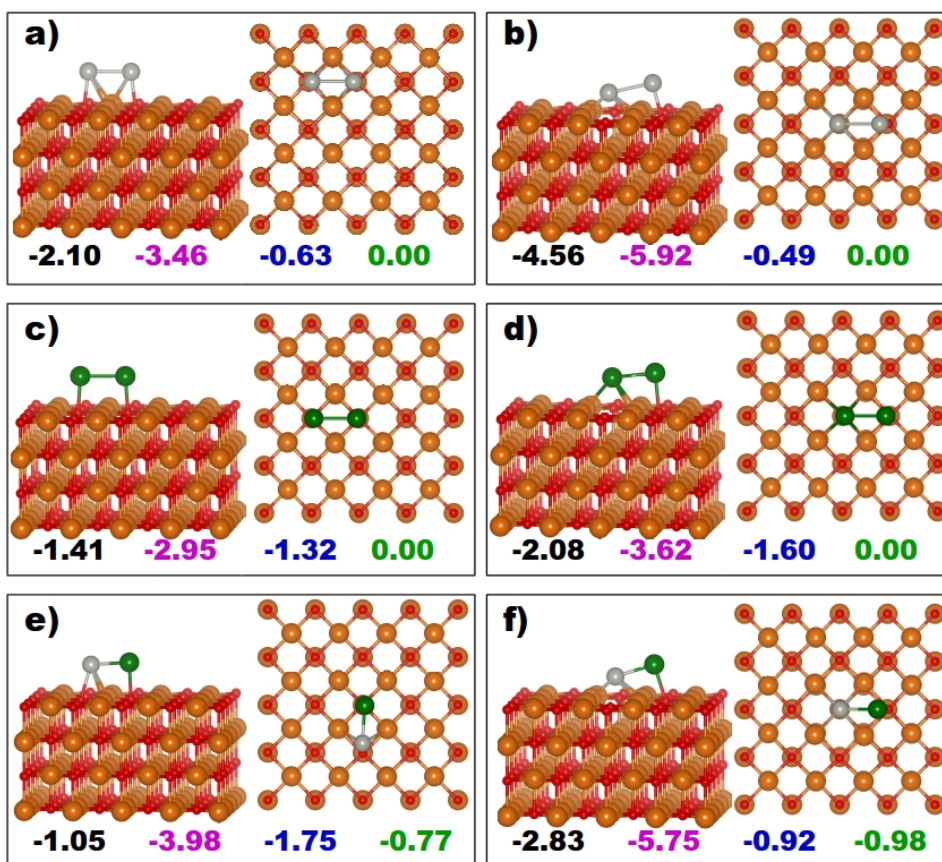 a)
b)
-2.10 -3.46 -0.63 0.00
-4.56 -5.92 -0.49 0.00
c)
d)
-1.41 -2.95 -1.32 0.00
-2.08 -3.62 -1.60 0.00
e)
f)
-1.05 -3.98 -1.75 -0.77
-2.83 -5.75 -0.92 -0.98